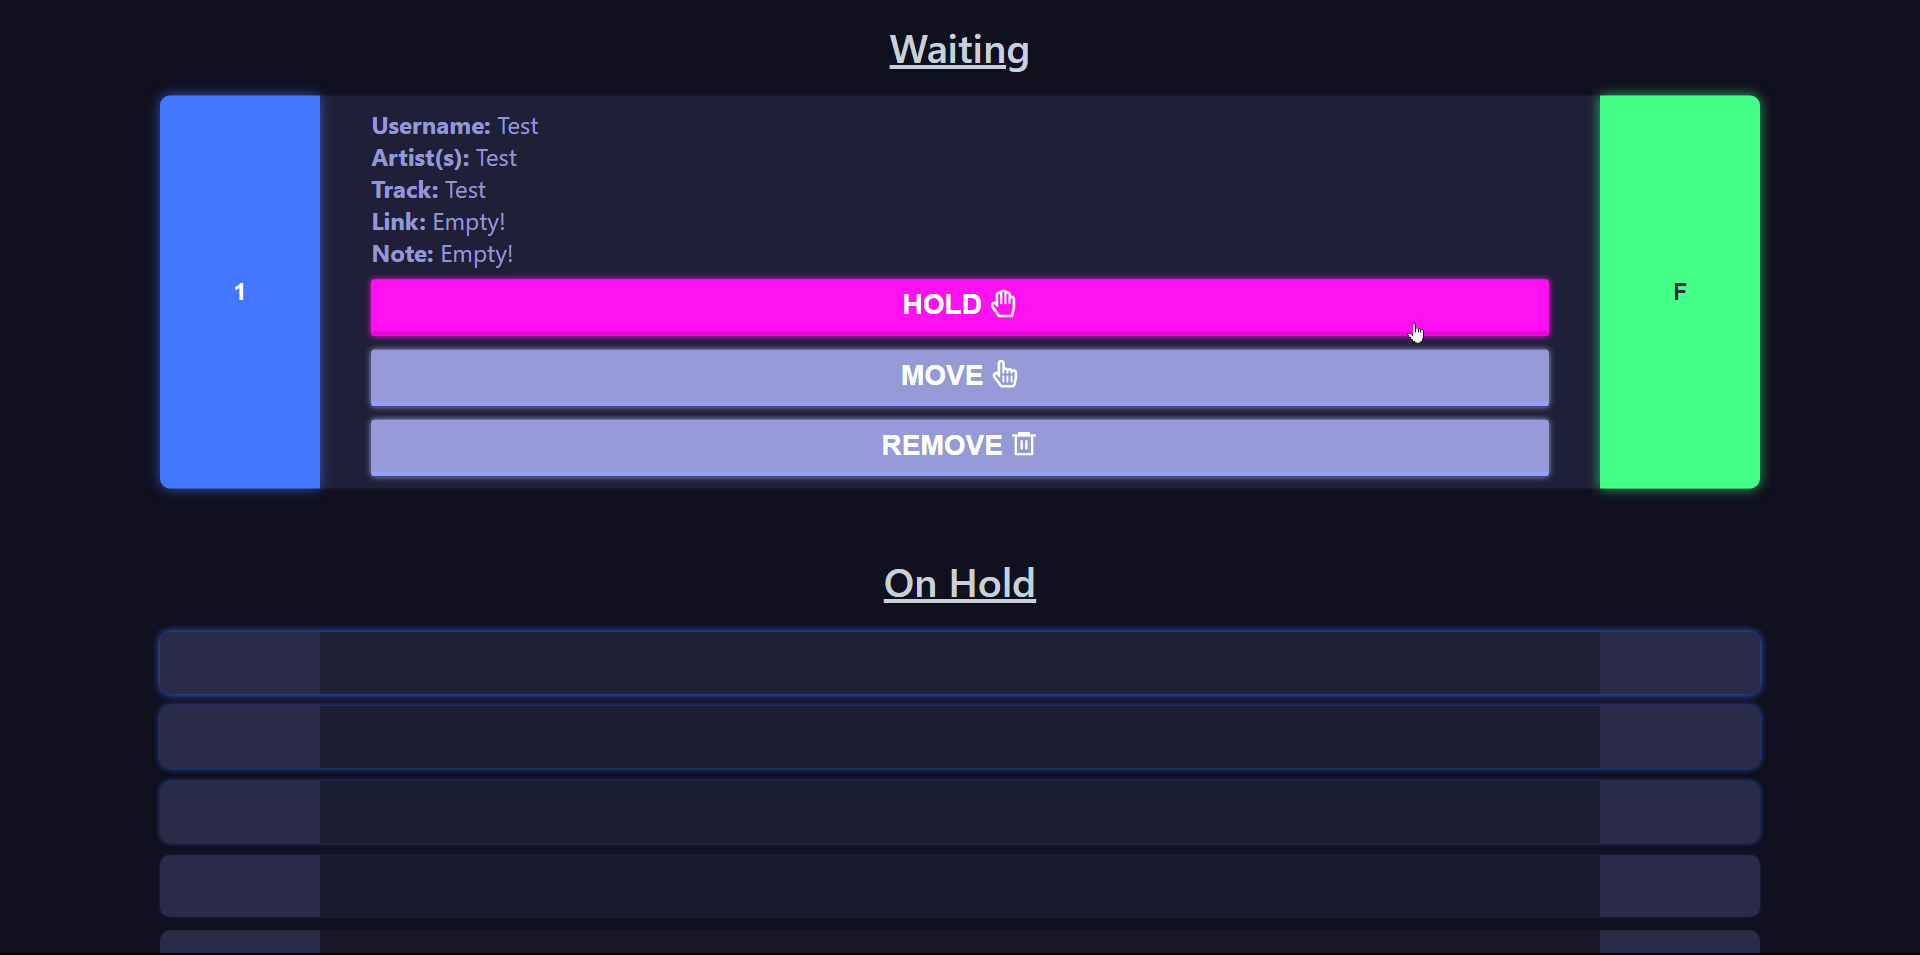 Waiting
1
Username: Test
Artist(s): Test
Track: Test
Link: Empty!
Note: Empty!
HOLD
MOVE
REMOVE
F
On Hold